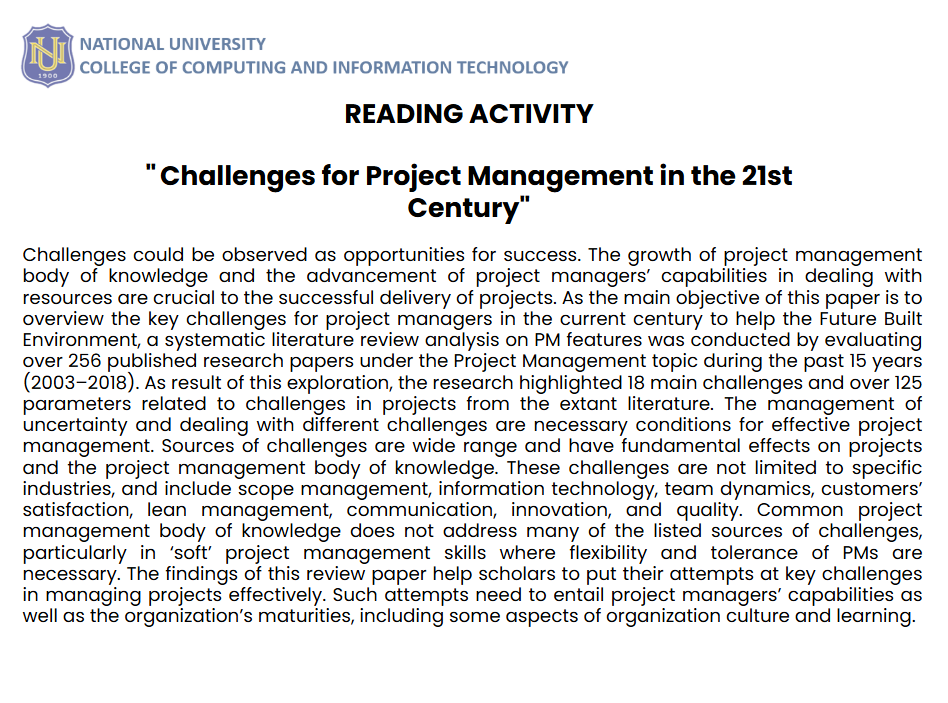 NATIONAL UNIVERSITY
COLLEGE OF COMPUTING AND INFORMATION TECHNOLOGY
NU
1900
READING ACTIVITY
" Challenges for Project Management in the 21st
Century"
Challenges could be observed as opportunities for success. The growth of project management
body of knowledge and the advancement of project managers’ capabilities in dealing with
resources are crucial to the successful delivery of projects. As the main objective of this paper is to
overview the key challenges for project managers in the current century to help the Future Built
Environment, a systematic literature review analysis on PM features was conducted by evaluating
over 256 published research papers under the Project Management topic during the past 15 years
(2003–2018). As result of this exploration, the research highlighted 18 main challenges and over 125
parameters related to challenges in projects from the extant literature. The management of
uncertainty and dealing with different challenges are necessary conditions for effective project
management. Sources of challenges are wide range and have fundamental effects on projects
and the project management body of knowledge. These challenges are not limited to specific
industries, and include scope management, information technology, team dynamics, customers’
satisfaction, lean management, communication, innovation, and quality. Common project
management body of knowledge does not address many of the listed sources of challenges,
particularly in ‘soft’ project management skills where flexibility and tolerance of PMs are
necessary. The findings of this review paper help scholars to put their attempts at key challenges
in managing projects effectively. Such attempts need to entail project managers’ capabilities as
well as the organization’s maturities, including some aspects of organization culture and learning.